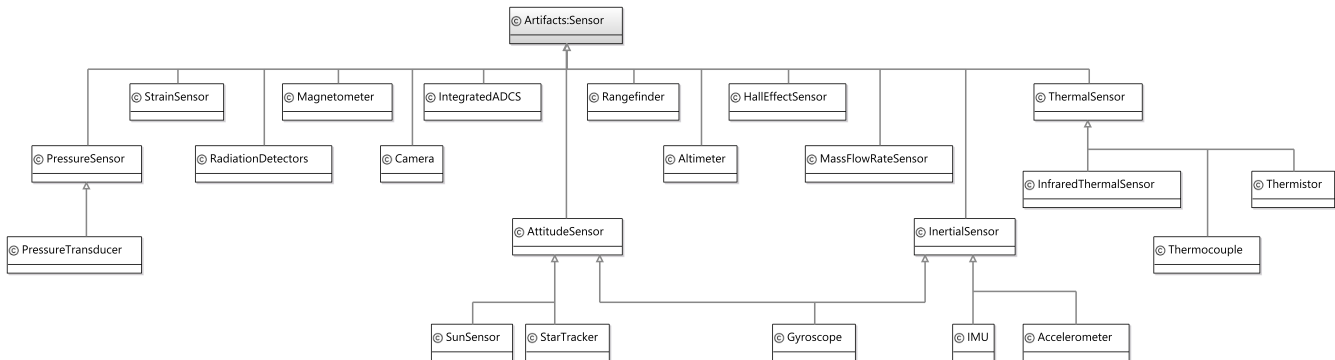 © Artifacts:Sensor
© StrainSensor
© Magnetometer
© IntegratedADCS
© Rangefinder
© HallEffectSensor
© ThermalSensor
© PressureSensor
© RadiationDetectors
© Camera
© Altimeter
© MassFlowRateSensor
© InfraredThermalSensor
© Thermistor
© AttitudeSensor
© InertialSensor
© PressureTransducer
© Thermocouple
© SunSensor
© StarTracker
© Gyroscope
© IMU
© Accelerometer